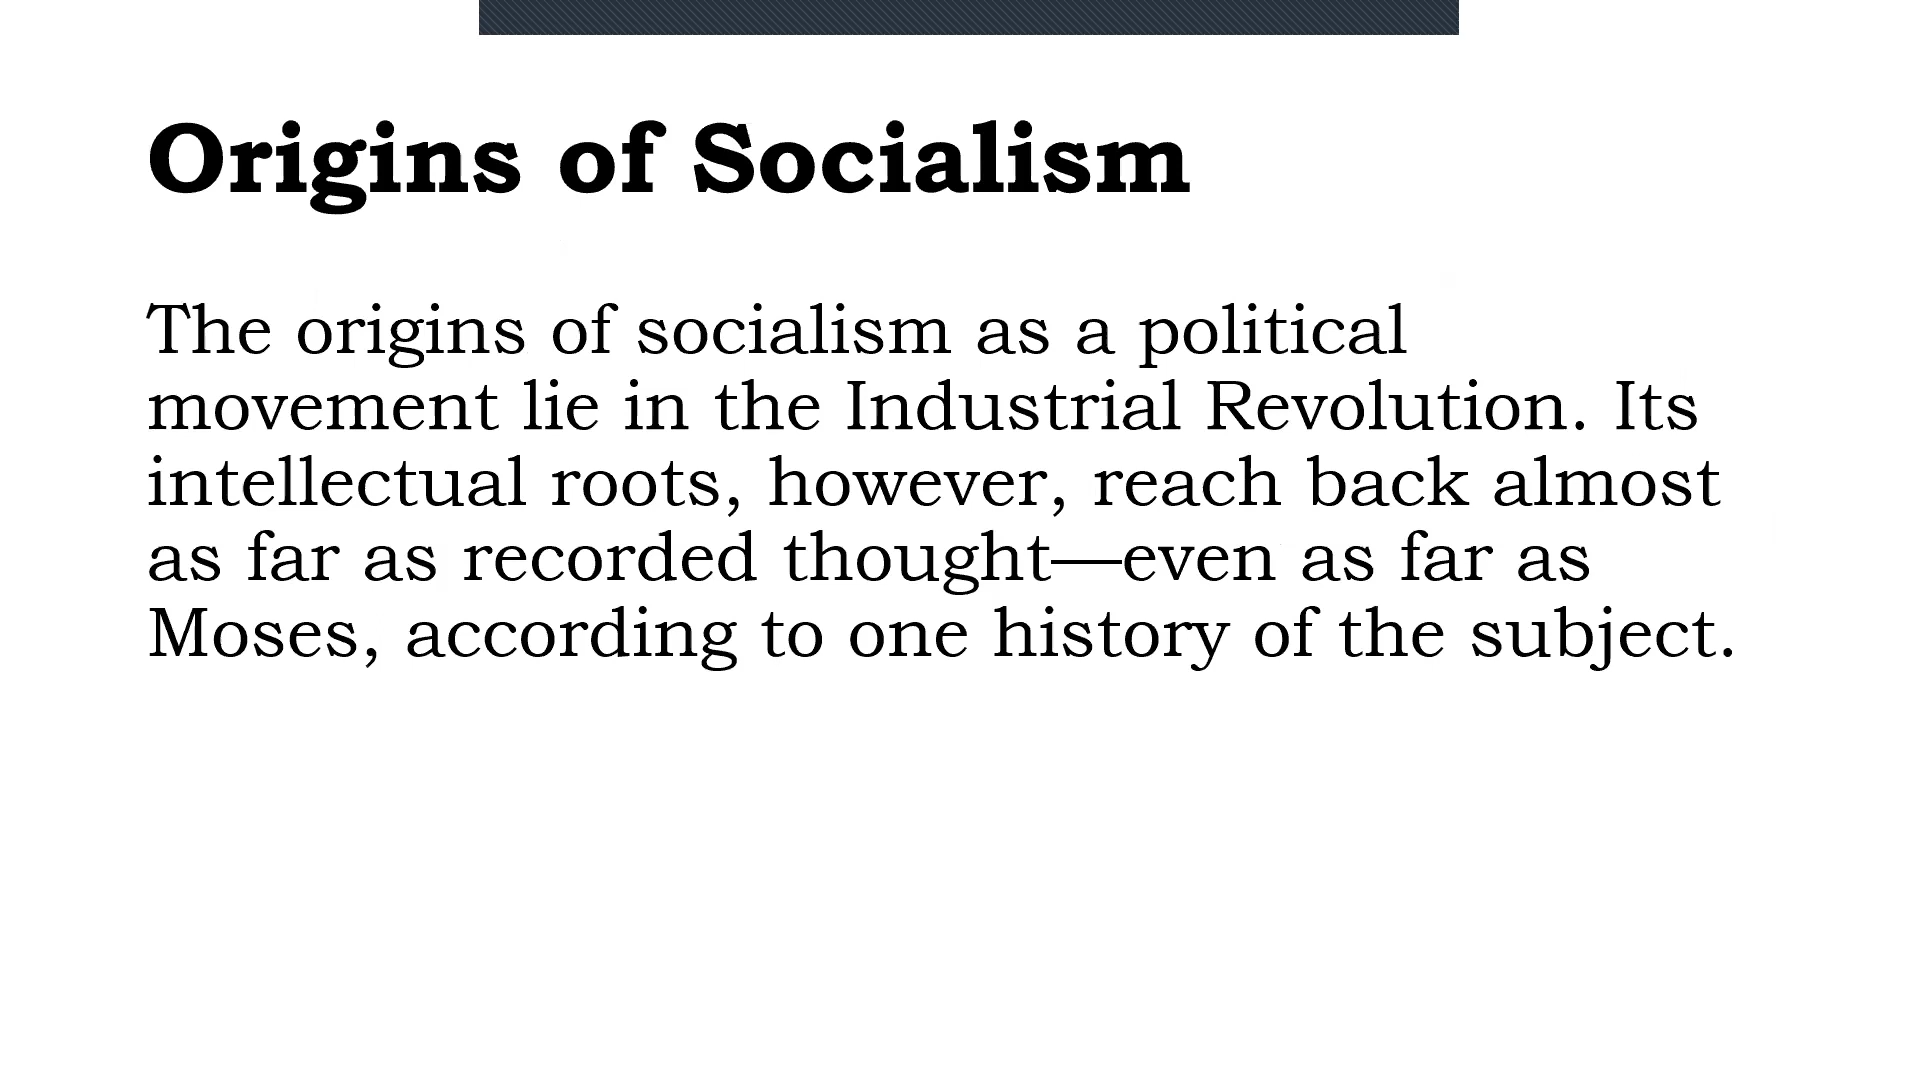 Origins of Socialism
The origins of socialism as a political
movement lie in the Industrial Revolution. Its
intellectual roots, however, reach back almost
as far as recorded thought—even as far as
Moses, according to one history of the subject.